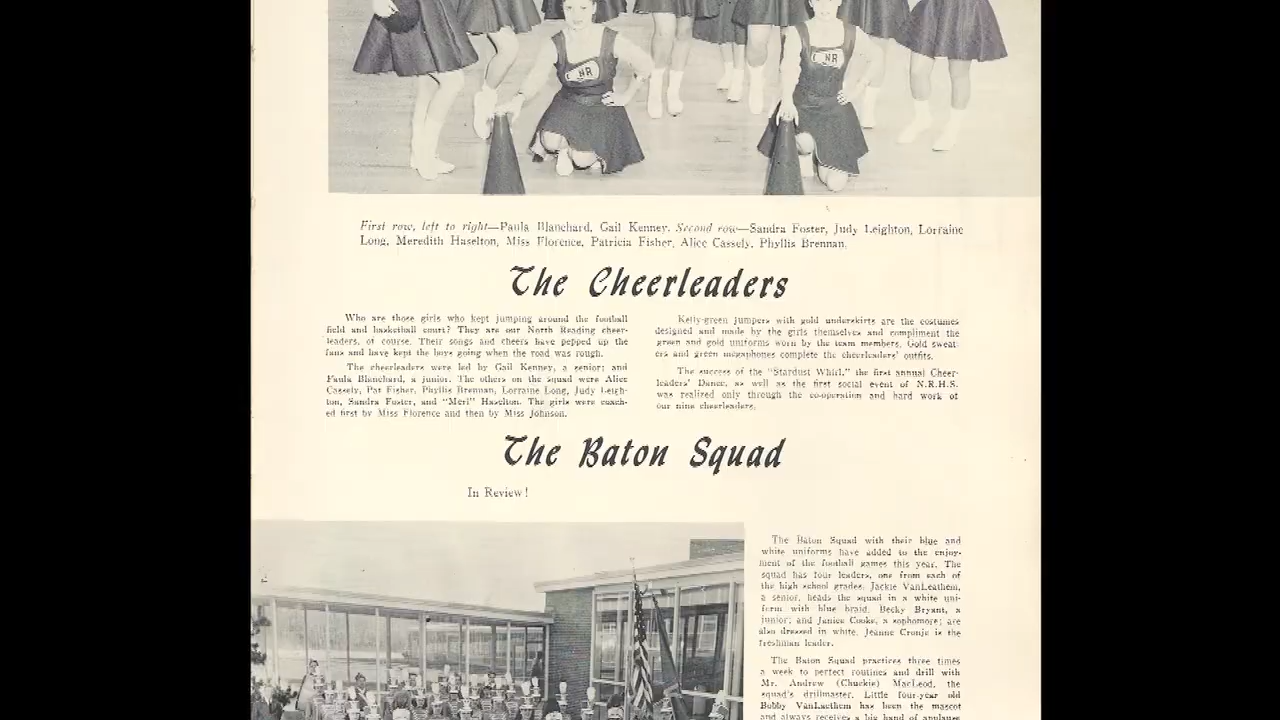 NR
NR
First row, left to right—Paula Blanchard, Gail Kenney. Second row—Sandra Foster, Judy Leighton, Lorraine
Long, Meredith Haselton, Miss Florence, Patricia Fisher, Alice Cassely, Phyllis Brennan.
The Cheerleaders
Who are those girls who kept jumping around the football
field and basketball court? They are our North Reading cheer-
leaders, of course. Their songs and cheers have pepped up the
fans and have kept the boys going when the road was rough.
The cheerleaders were led by Gail Kenney, a senior; and
Paula Blanchard, a junior. The others on the squad were Alice
Cassely, Pat Fisher, Phyllis Brennan, Lorraine Long, Judy Leigh-
ton, Sandra Foster, and "Meri" Haselton. The girls were coach-
ed first by Miss Florence and then by Miss Johnson.
Kelly-green jumpers with gold underskirts are the costumes
designed and made by the girls themselves and compliment the
green and gold uniforms worn by the team members. Gold sweat-
ers and green megaphones complete the cheerleaders' outfits.
The success of the "Stardust Whirl," the first annual Cheer-
leaders' Dance, as well as the first social event of N.R.H.S.
was realized only through the co-operation and hard work of
our nine cheerleaders.
The Baton Squad
In Review!
The Baton Squad with their blue and
white uniforms have added to the enjoy-
ment of the football games this year. The
squad has four leaders, one from each of
the high school grades. Jackie VanLeathem,
a senior, heads the squad in a white uni-
form with blue braid. Becky Bryant, a
junior; and Janice Cooke, a sophomore; are
also dressed in white. Jeanne Cronje is the
freshman leader.
The Baton Squad practices three times
a week to perfect routines and drill with
Mr. Andrew (Chuckie) MacLeod, the
squad's drillmaster. Little four-year old
Bobby VanLaethem has been the mascot
and always receives a big hand of applause